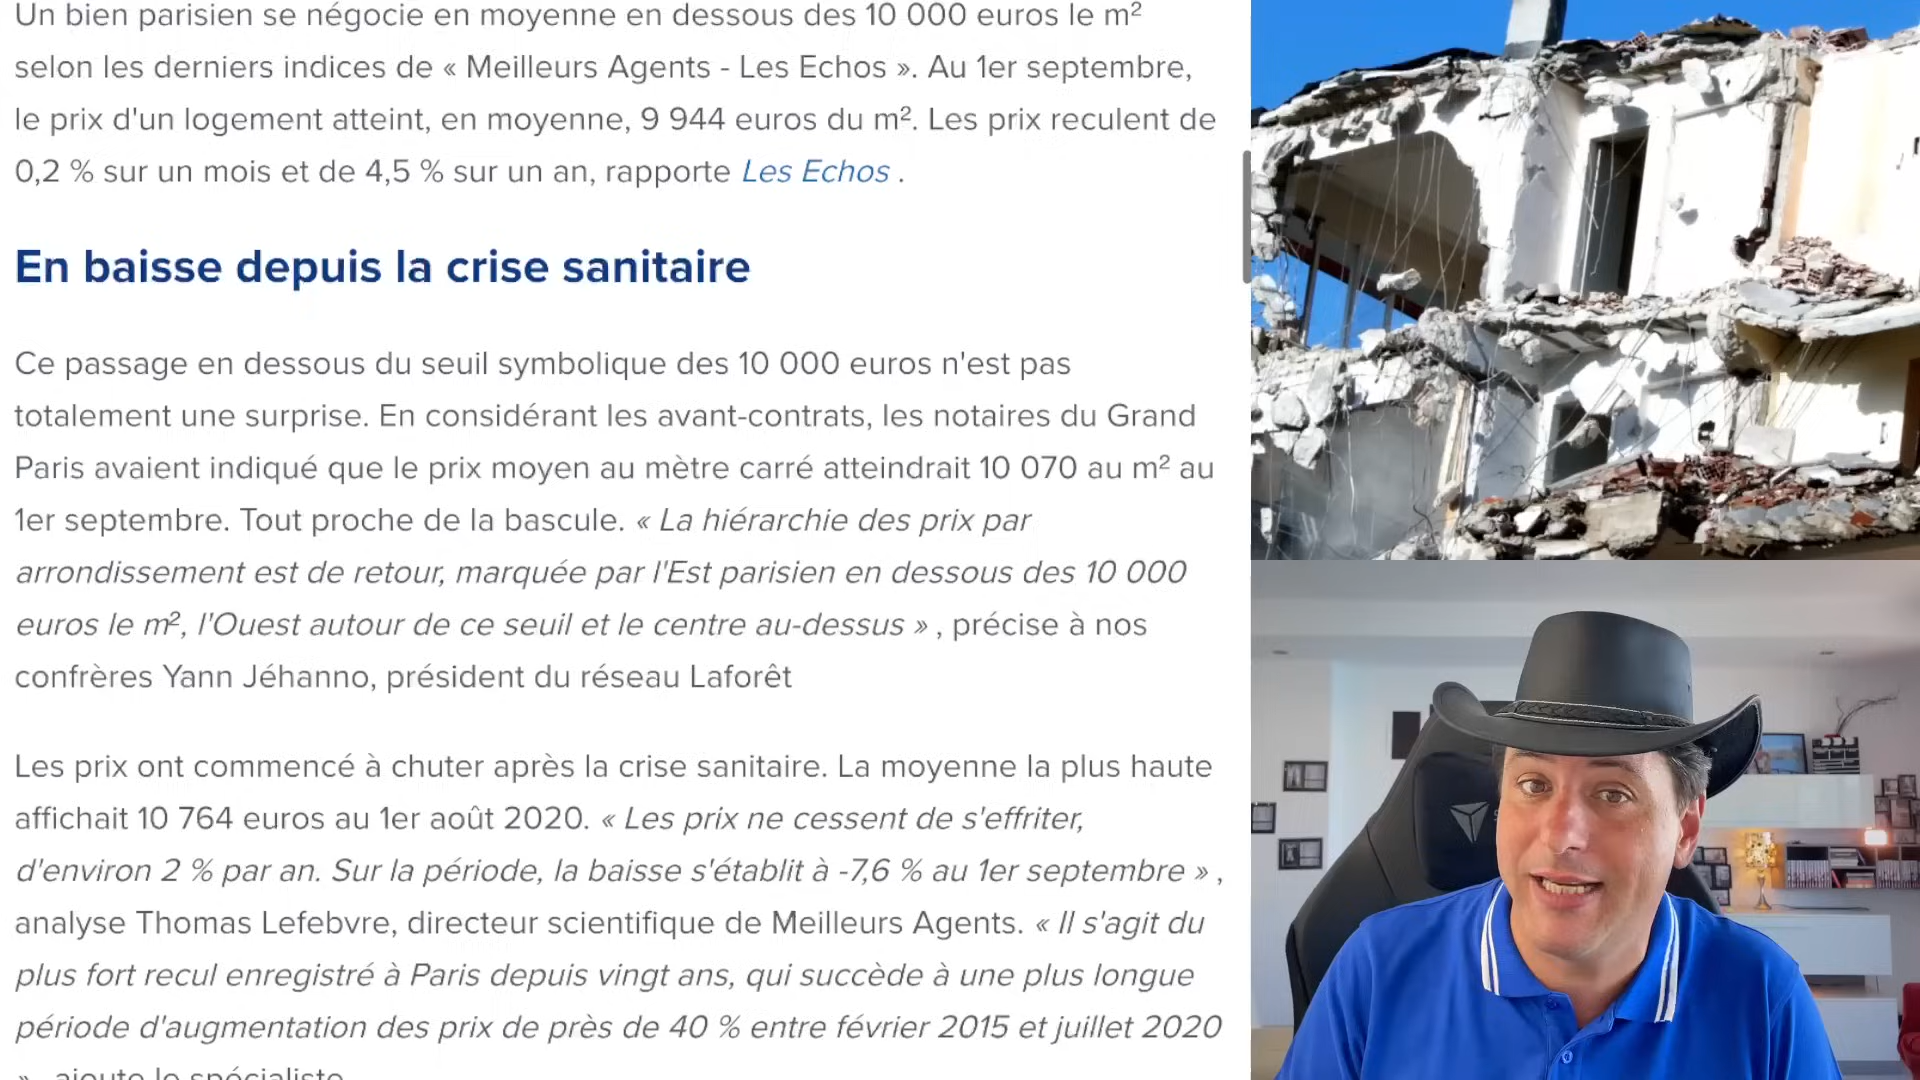 Un bien parisien se négocie en moyenne en dessous des 10 000 euros le m²
selon les derniers indices de « Meilleurs Agents - Les Echos ». Au 1er septembre,
le prix d'un logement atteint, en moyenne, 9 944 euros du m². Les prix reculent de
0,2 % sur un mois et de 4,5 % sur un an, rapporte Les Echos .
En baisse depuis la crise sanitaire
Ce passage en dessous du seuil symbolique des 10 000 euros n'est pas
totalement une surprise. En considérant les avant-contrats, les notaires du Grand
Paris avaient indiqué que le prix moyen au mètre carré atteindrait 10 070 au m² au
1er septembre. Tout proche de la bascule. « La hiérarchie des prix par
arrondissement est de retour, marquée par l'Est parisien en dessous des 10 000
euros le m², l'Ouest autour de ce seuil et le centre au-dessus » , précise à nos
confrères Yann Jéhanno, président du réseau Laforêt
Les prix ont commencé à chuter après la crise sanitaire. La moyenne la plus haute
affichait 10 764 euros au 1er août 2020. « Les prix ne cessent de s'effriter,
d'environ 2 % par an. Sur la période, la baisse s'établit à -7,6 % au 1er septembre » ,
analyse Thomas Lefebvre, directeur scientifique de Meilleurs Agents. « Il s'agit du
plus fort recul enregistré à Paris depuis vingt ans, qui succède à une plus longue
période d'augmentation des prix de près de 40 % entre février 2015 et juillet 2020
» , ajoute le spécialiste